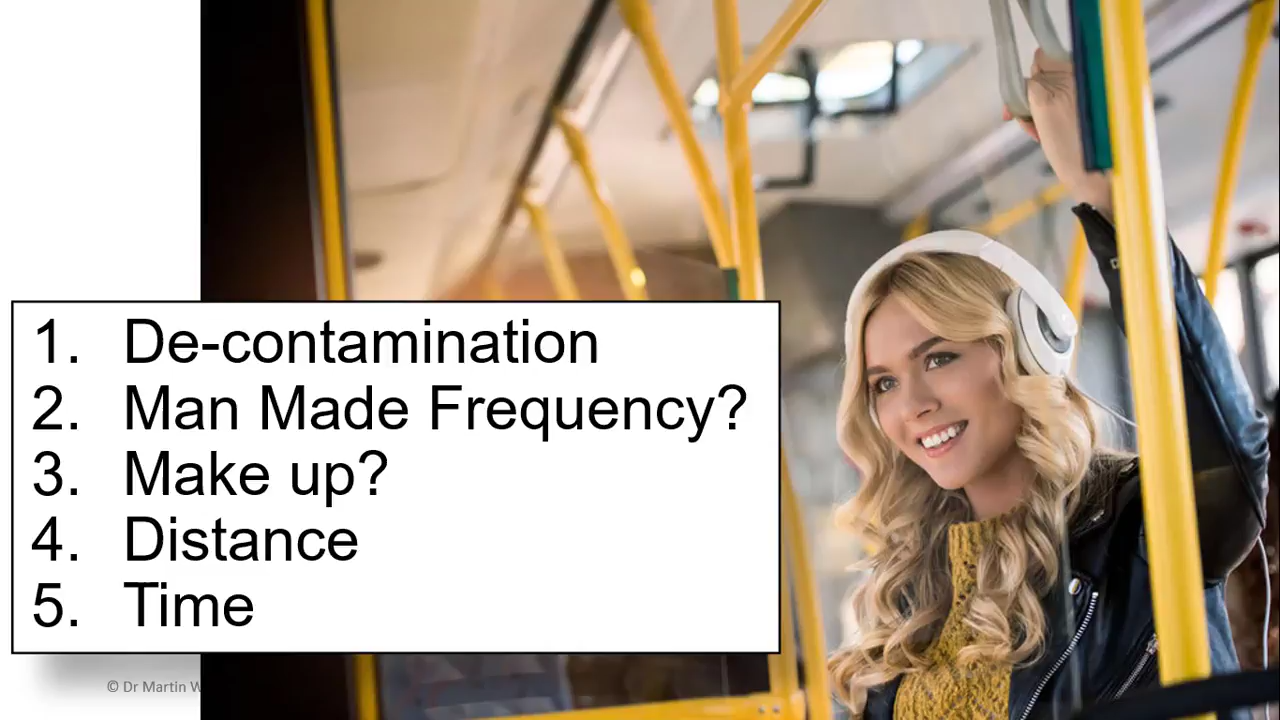 1. De-contamination
2. Man Made Frequency?
3. Make up?
4. Distance
5. Time
© Dr Martin